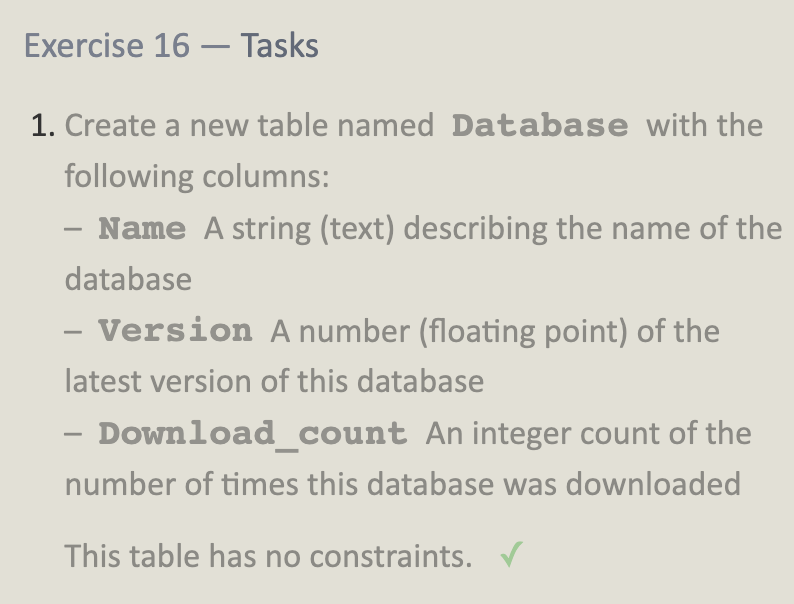 Exercise 16 — Tasks
1. Create a new table named Database with the
following columns:
– Name A string (text) describing the name of the
database
– Version A number (floating point) of the
latest version of this database
– Download_count An integer count of the
number of times this database was downloaded
This table has no constraints. ✓